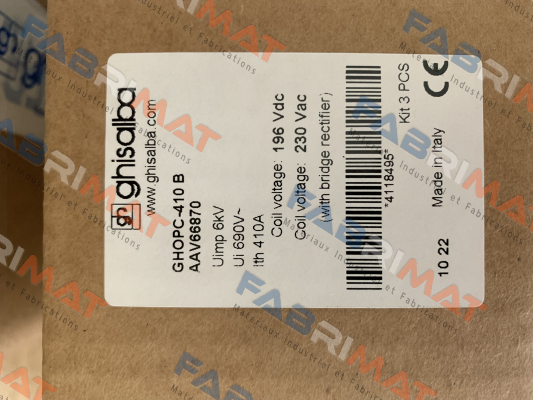 ghisalba
www.ghisalba.com
GHOPC-410 B
AAV66870
Uimp 6kV
Ui 690V~
Ith 410A
Coil voltage: 196 Vdc
Coil voltage: 230 Vac
(with bridge rectifier)
*4118495*
Kit 3 PCS
10 22
Made in Italy
CE
FABRIMAT
Materiaux Industriel et Fabrications